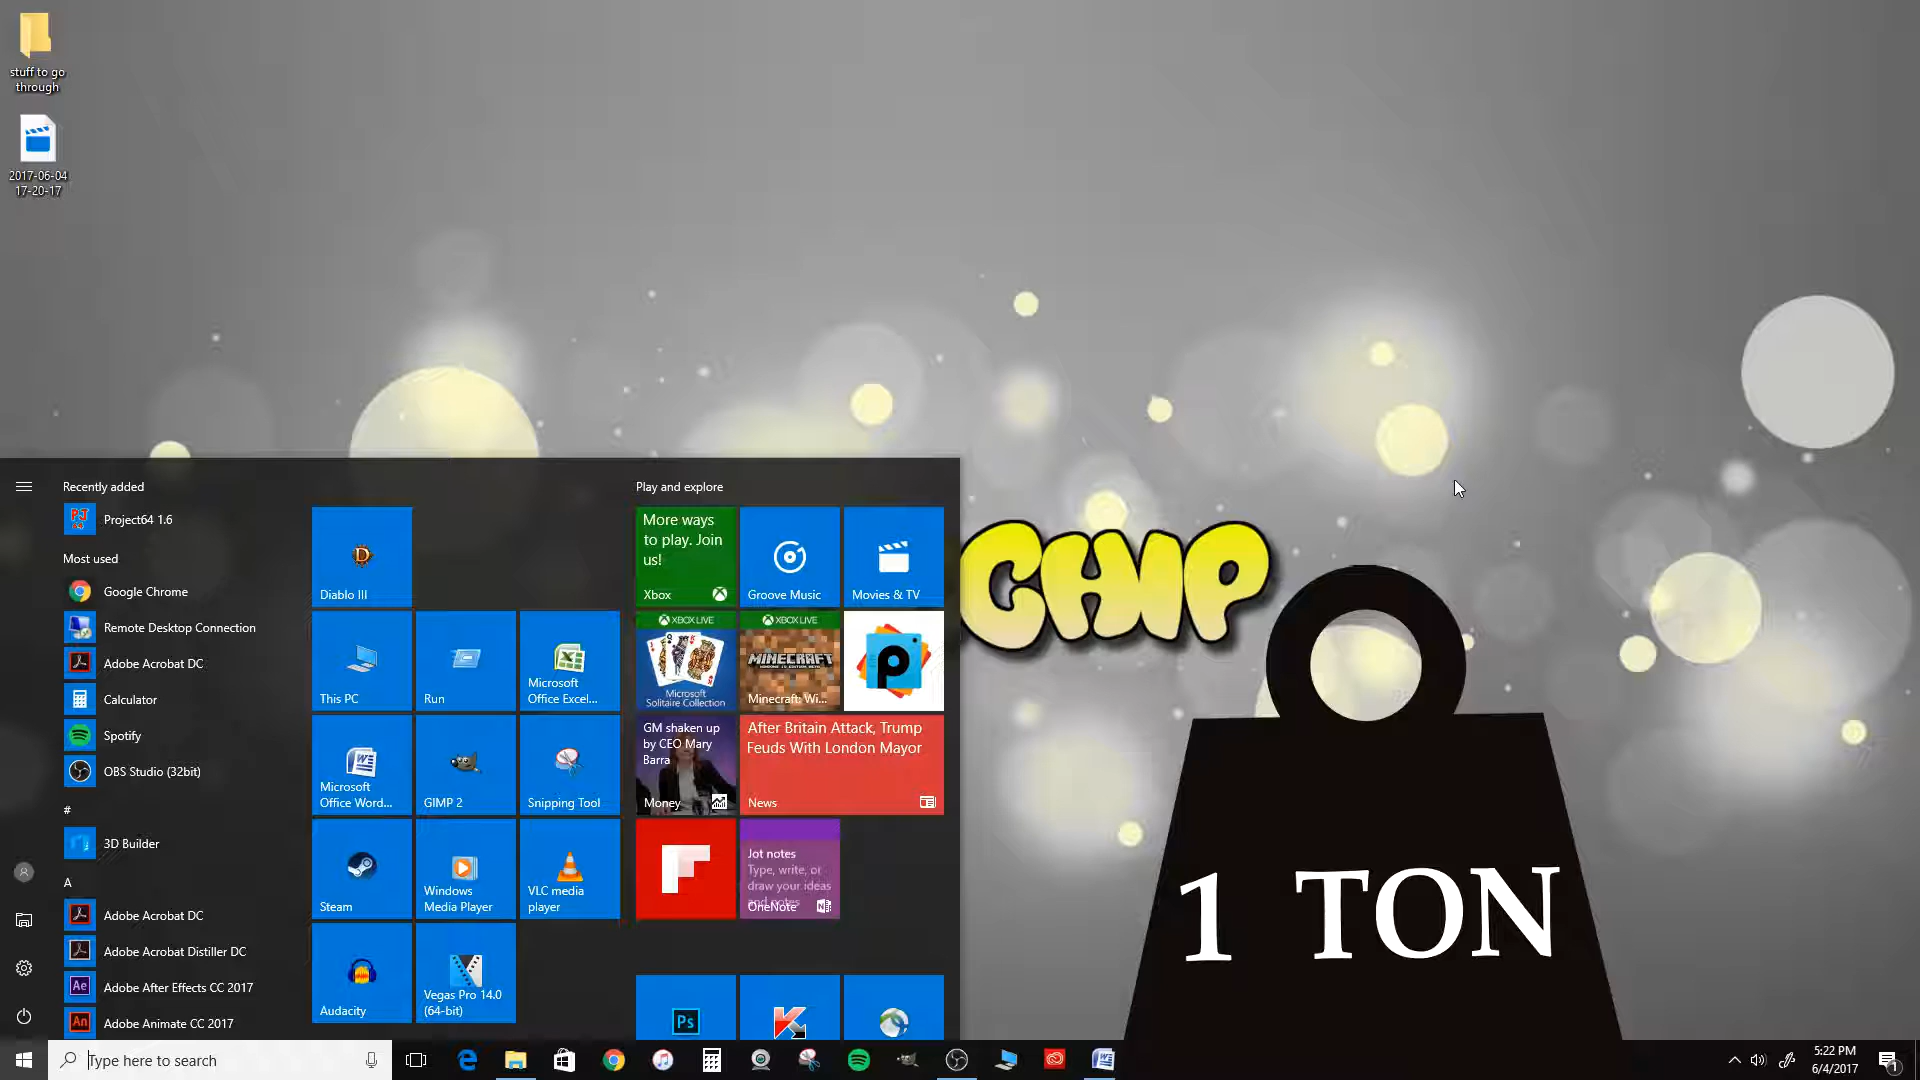 stuff to go
through
2017-06-04
17-20-17
CHIP
1 TON
Recently added
Project64 1.6
Most used
Google Chrome
Remote Desktop Connection
Adobe Acrobat DC
Calculator
Spotify
OBS Studio (32bit)
#
3D Builder
A
Adobe Acrobat DC
Adobe Acrobat Distiller DC
Adobe After Effects CC 2017
Adobe Animate CC 2017
Diablo III
This PC
Run
Microsoft
Office Excel...
Microsoft
Office Word...
GIMP 2
Snipping Tool
Steam
Windows
Media Player
VLC media
player
Audacity
Vegas Pro 14.0
(64-bit)
Play and explore
More ways
to play. Join
us!
Xbox
Groove Music
Movies & TV
XBOX LIVE
Microsoft
Solitaire Collection
XBOX LIVE
MINECRAFT
Minecraft: Wi...
GM shaken up
by CEO Mary
Barra
Money
After Britain Attack, Trump
Feuds With London Mayor
News
Jot notes
Type, write, or
draw your ideas
and notes
OneNote
Ps
Type here to search
5:22 PM
6/4/2017
1